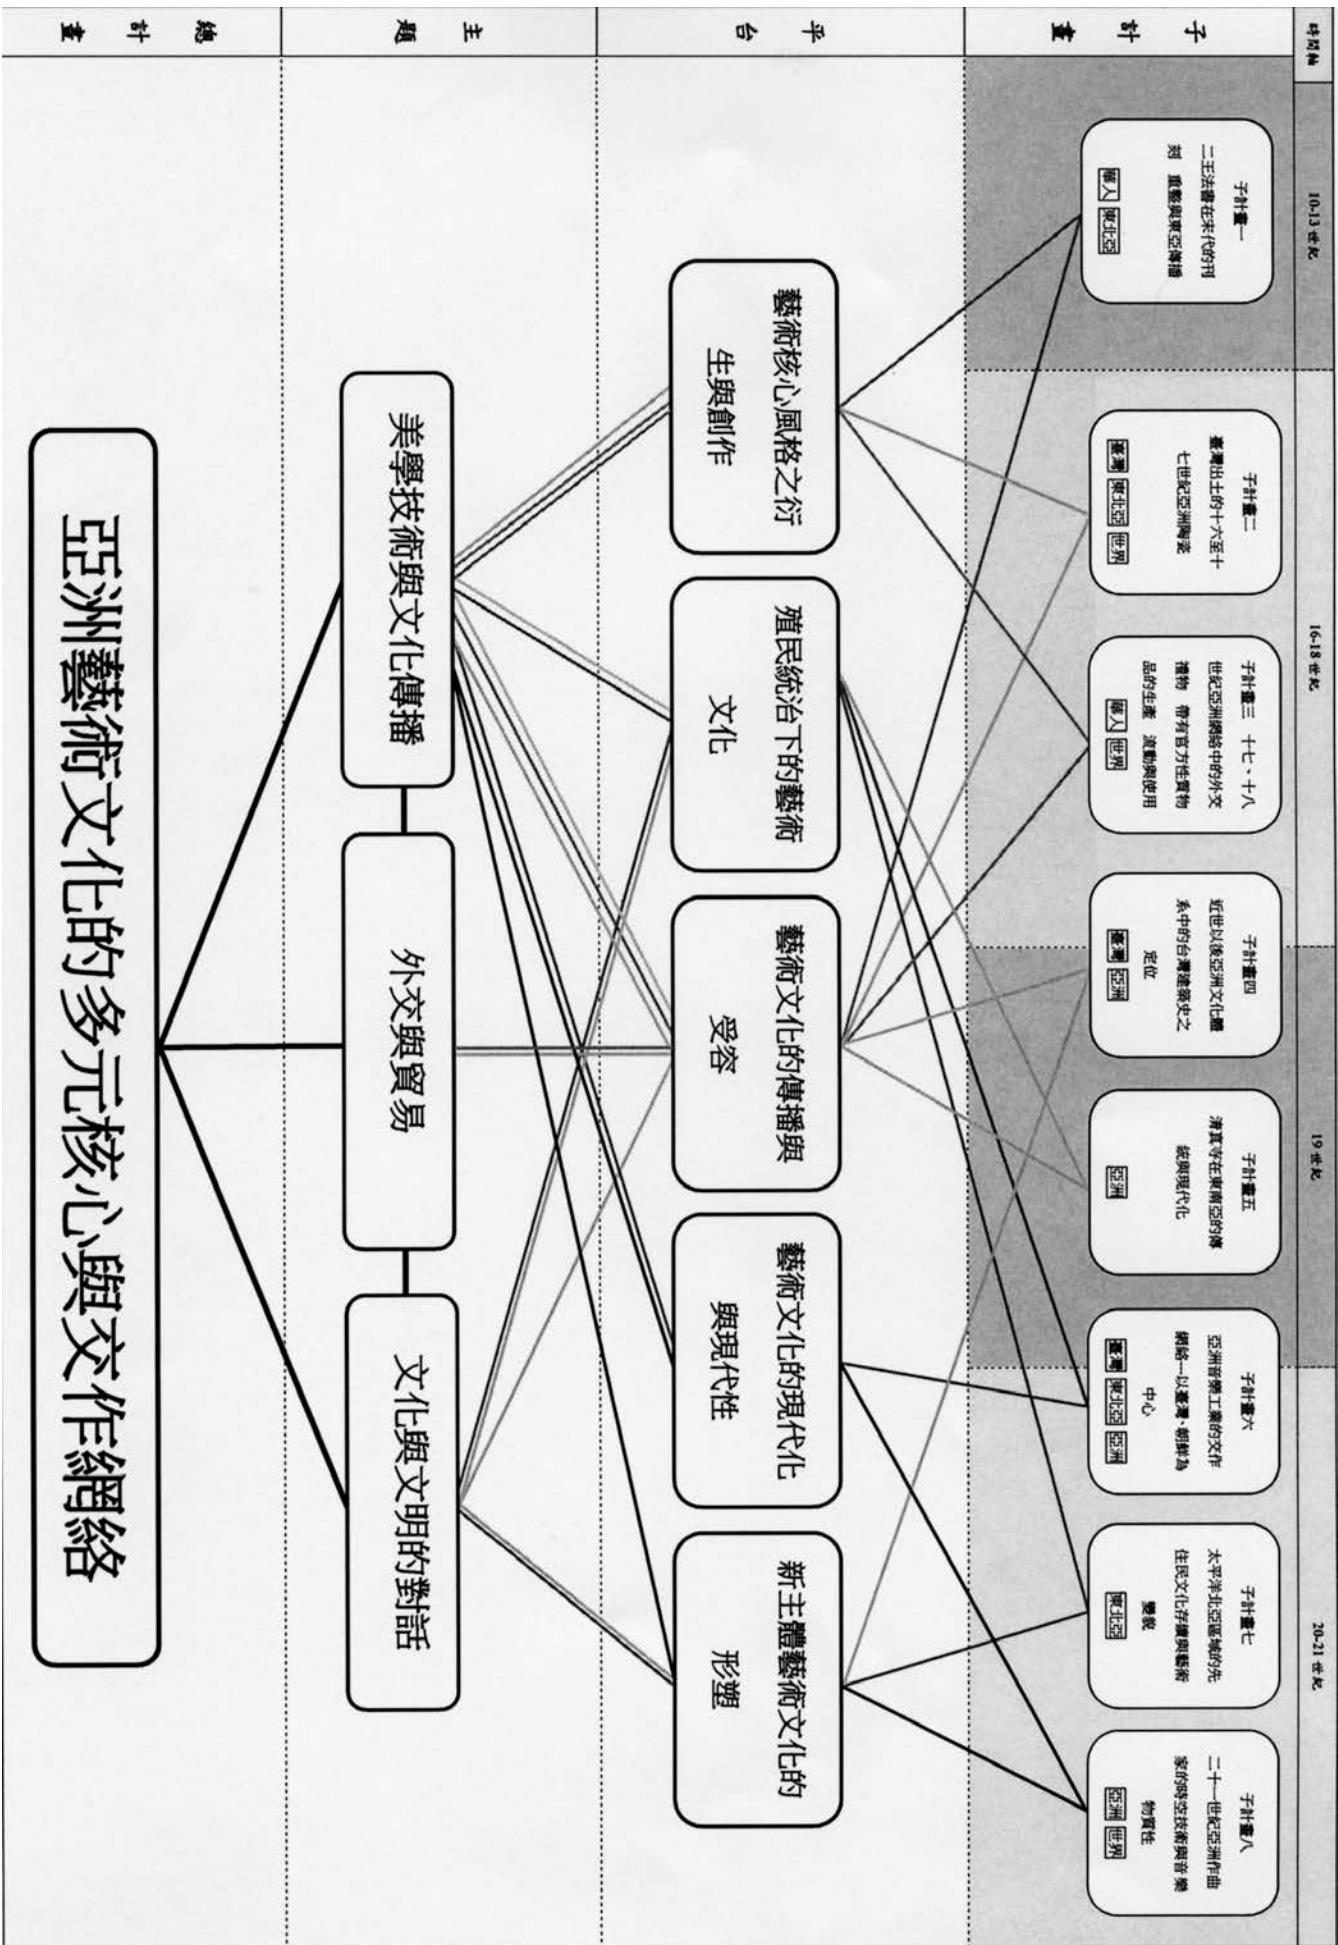 時間軸
10-13 世紀
16-18 世紀
19 世紀
20-21 世紀
子計畫
子計畫一
二王法書在宋代的刊
刻 重整與東亞傳播
華人 東北亞
子計畫二
臺灣出土的十六至十
七世紀亞洲陶瓷
臺灣 東北亞 世界
子計畫三 十七、十八
世紀亞洲網絡中的外交
禮物 帶有官方性質物
品的生產 流動與使用
華人 世界
子計畫四
近世以後亞洲文化體
系中的台灣建築史之
定位
臺灣 亞洲
子計畫五
清真寺在東南亞的傳
統與現代化
亞洲
子計畫六
亞洲音樂工業的交作
網絡—以臺灣、朝鮮為
中心
臺灣 東北亞 亞洲
子計畫七
太平洋北亞區域的先
住民文化存續與藝術
變貌
東北亞
子計畫八
二十一世紀亞洲作曲
家的時空技術與音樂
物質性
亞洲 世界
平台
藝術核心風格之衍
生與創作
殖民統治下的藝術
文化
藝術文化的傳播與
受容
藝術文化的現代化
與現代性
新主體藝術文化的
形塑
主題
美學技術與文化傳播
外交與貿易
文化與文明的對話
總計畫
亞洲藝術文化的多元核心與交作網絡